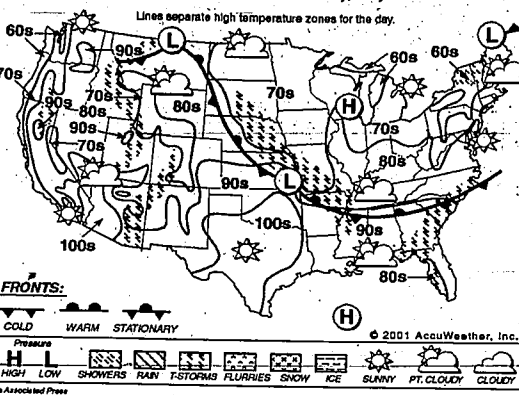 Lines separate high temperature zones for the day.
60s
90s
L
L
60s
60s
70s
70s
80s
70s
H
90s
80s
90s
70s
70s
80s
90s
L
100s
100s
90s
80s
FRONTS:
H
COLD WARM STATIONARY
© 2001 AccuWeather, Inc.
Pressure
H L
HIGH LOW SHOWERS RAIN T-STORMS FLURRIES SNOW ICE SUNNY PT. CLOUDY CLOUDY
Associated Press